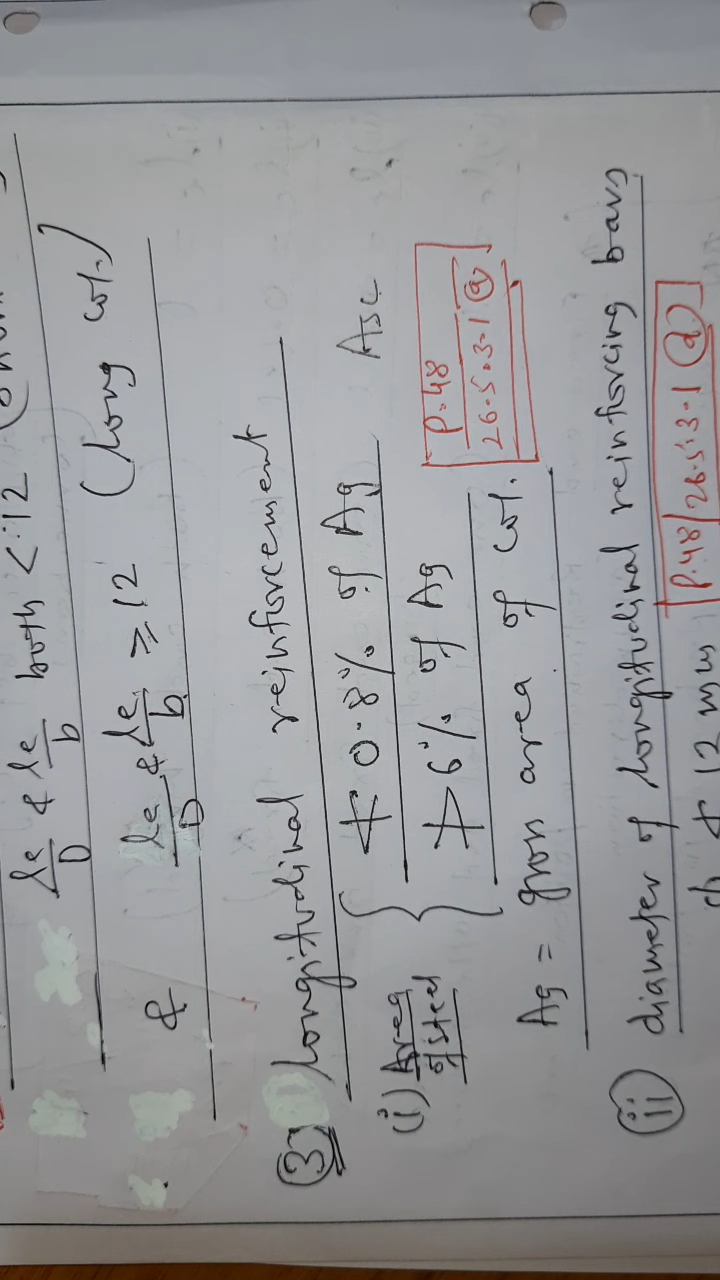 le/D & le/b both < 12
& le/D & le/b ≥ 12 (long col.)
③ longitudinal reinforcement
(i) Area of steel { ≮ 0.8% of Ag Asc
≯ 6% of Ag
P.48
26.5.3.1 ⓐ
Ag = gross area of col.
(ii) diameter of longitudinal reinforcing bars
≮ 12 mm P.48/26.5.3.1 ⓓ